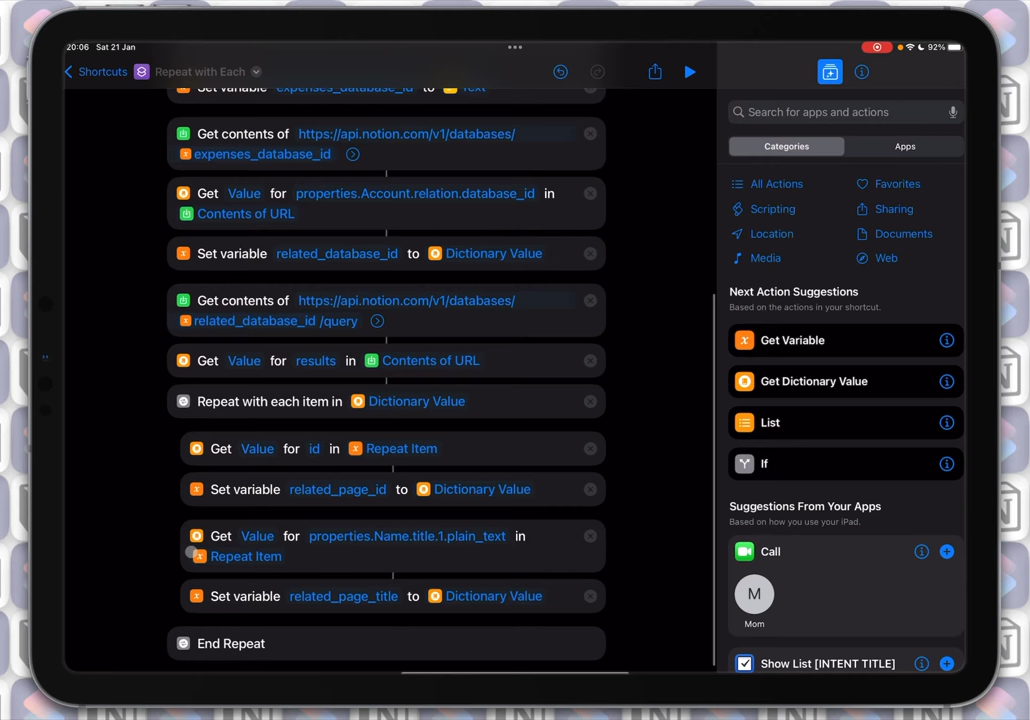 20:06 Sat 21 Jan
92%
Shortcuts Repeat with Each
Set variable expenses_database_id to Text
Get contents of https://api.notion.com/v1/databases/
expenses_database_id
Get Value for properties.Account.relation.database_id in
Contents of URL
Set variable related_database_id to Dictionary Value
Get contents of https://api.notion.com/v1/databases/
related_database_id /query
Get Value for results in Contents of URL
Repeat with each item in Dictionary Value
Get Value for id in Repeat Item
Set variable related_page_id to Dictionary Value
Get Value for properties.Name.title.1.plain_text in
Repeat Item
Set variable related_page_title to Dictionary Value
End Repeat
Search for apps and actions
Categories Apps
All Actions Favorites
Scripting Sharing
Location Documents
Media Web
Next Action Suggestions
Based on the actions in your shortcut.
Get Variable
Get Dictionary Value
List
If
Suggestions From Your Apps
Based on how you use your iPad.
Call
M
Mom
Show List [INTENT TITLE]